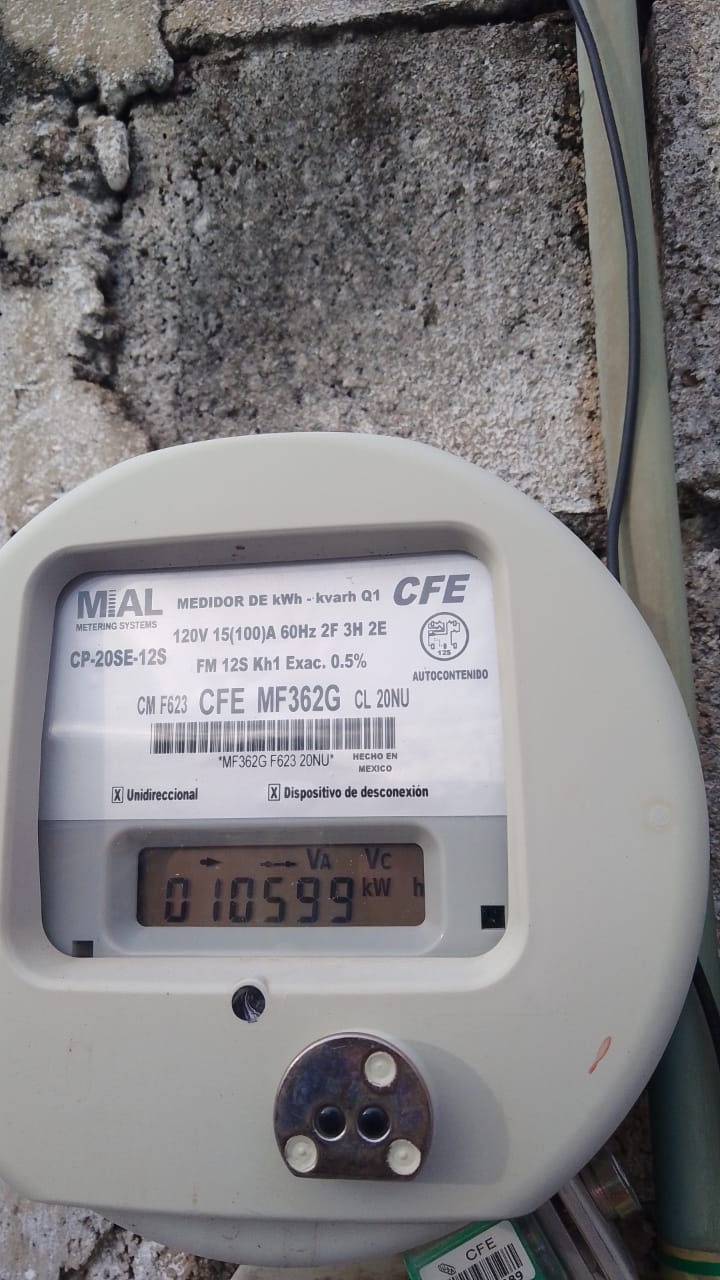 MIAL
METERING SYSTEMS
MEDIDOR DE kWh - kvarh Q1
CFE
120V 15(100)A 60Hz 2F 3H 2E
CP-20SE-12S
FM 12S Kh1 Exac. 0.5%
12S
AUTOCONTENIDO
CM F623 CFE MF362G CL 20NU
*MF362G F623 20NU*
HECHO EN
MEXICO
X Unidireccional
X Dispositivo de desconexión
VA VC
010599 kW h
CFE